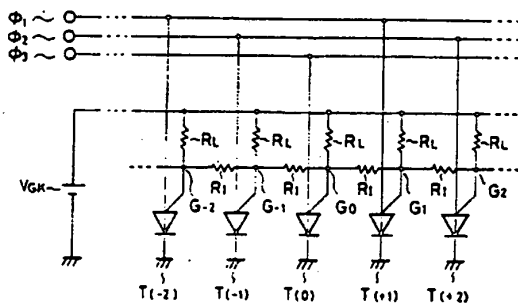 Φ1
Φ2
Φ3
RL RL RL RL RL
RI RI RI RI
VGK
G-2 G-1 G0 G1 G2
T(-2) T(-1) T(0) T(+1) T(+2)